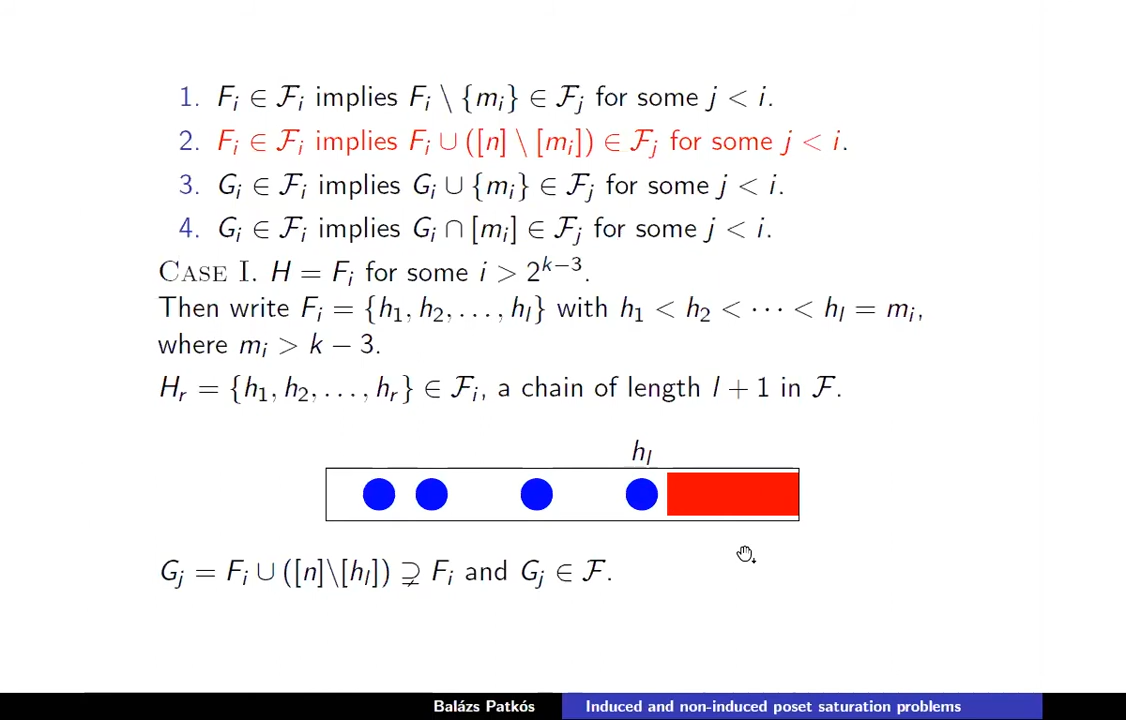 1. Fᵢ ∈ ℱᵢ implies Fᵢ \ {mᵢ} ∈ ℱⱼ for some j < i.
2. Fᵢ ∈ ℱᵢ implies Fᵢ ∪ ([n] \ [mᵢ]) ∈ ℱⱼ for some j < i.
3. Gᵢ ∈ ℱᵢ implies Gᵢ ∪ {mᵢ} ∈ ℱⱼ for some j < i.
4. Gᵢ ∈ ℱᵢ implies Gᵢ ∩ [mᵢ] ∈ ℱⱼ for some j < i.
CASE I. H = Fᵢ for some i > 2^{k−3}.
Then write Fᵢ = {h₁, h₂, . . . , hₗ} with h₁ < h₂ < · · · < hₗ = mᵢ,
where mᵢ > k − 3.
Hᵣ = {h₁, h₂, . . . , hᵣ} ∈ ℱᵢ, a chain of length l + 1 in ℱ.
hₗ
Gⱼ = Fᵢ ∪ ([n]\[hₗ]) ⊋ Fᵢ and Gⱼ ∈ ℱ.
Balázs Patkós Induced and non-induced poset saturation problems